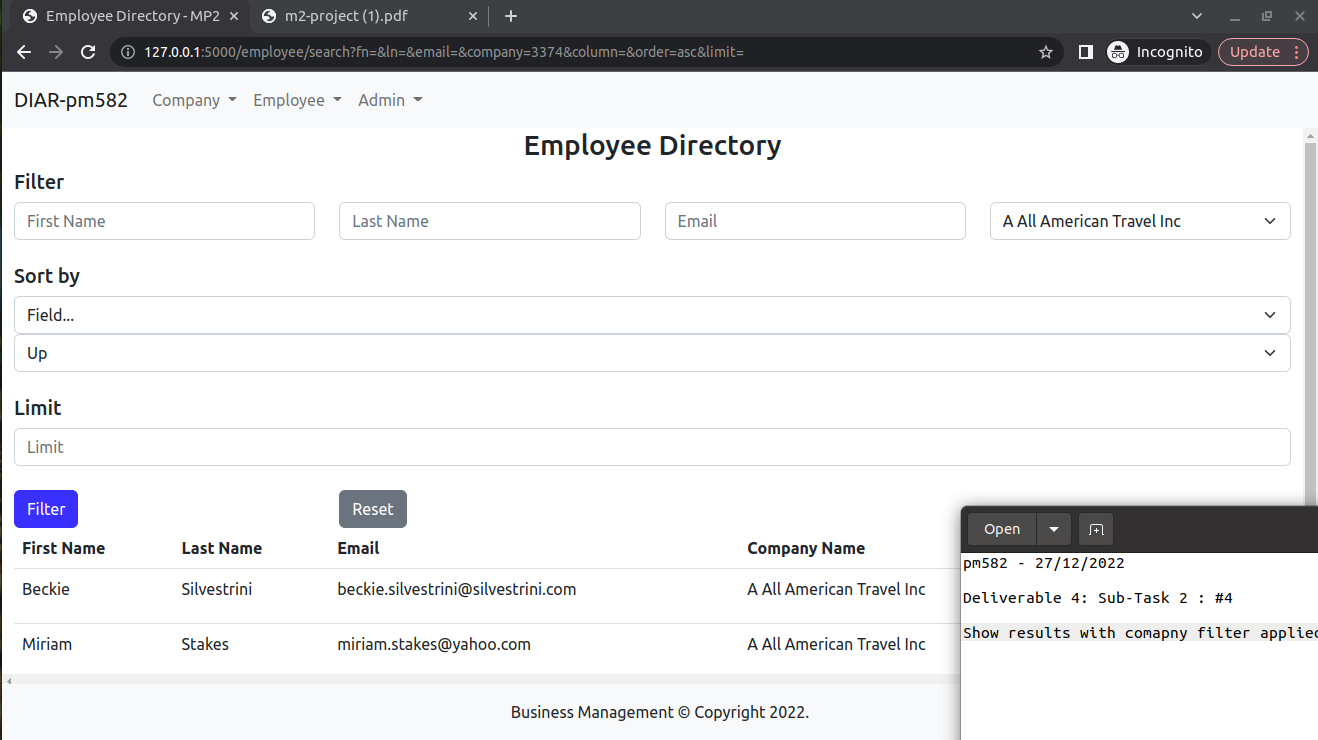 Employee Directory - MP2
m2-project (1).pdf
127.0.0.1:5000/employee/search?fn=&ln=&email=&company=3374&column=&order=asc&limit=
Incognito
Update
DIAR-pm582
Company
Employee
Admin
Employee Directory
Filter
First Name
Last Name
Email
A All American Travel Inc
Sort by
Field...
Up
Limit
Limit
Filter
Reset
First Name Last Name Email Company Name
Beckie Silvestrini beckie.silvestrini@silvestrini.com A All American Travel Inc
Miriam Stakes miriam.stakes@yahoo.com A All American Travel Inc
Business Management © Copyright 2022.
Open
pm582 - 27/12/2022
Deliverable 4: Sub-Task 2 : #4
Show results with comapny filter applied